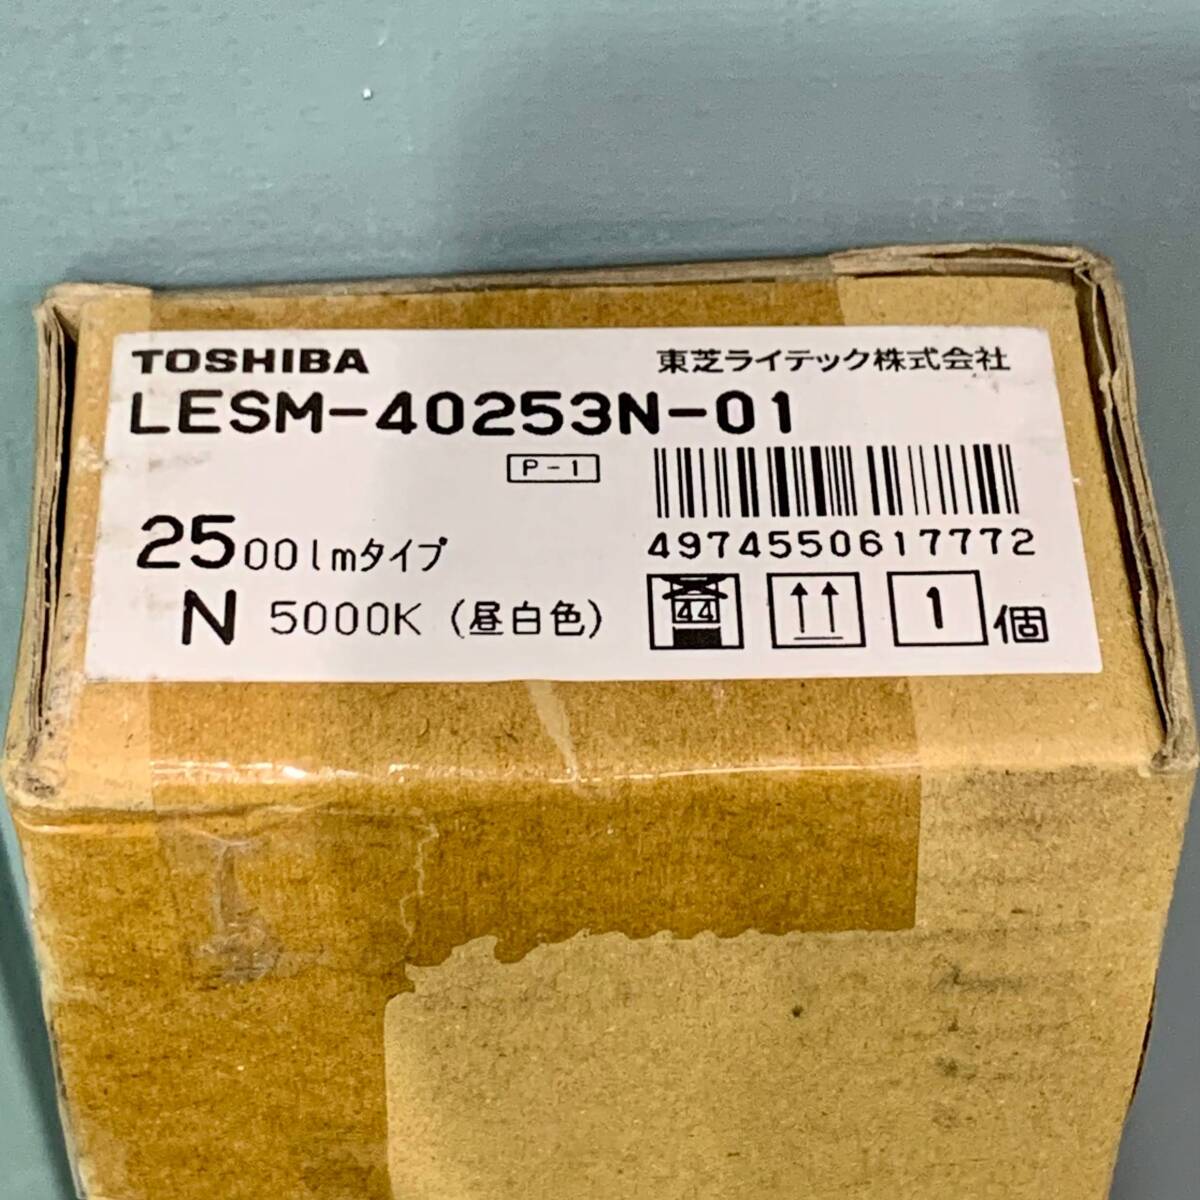 TOSHIBA 東芝ライテック株式会社
LESM-40253N-01
P-1
2500lmタイプ
4974550617772
N 5000K (昼白色)
44 1個